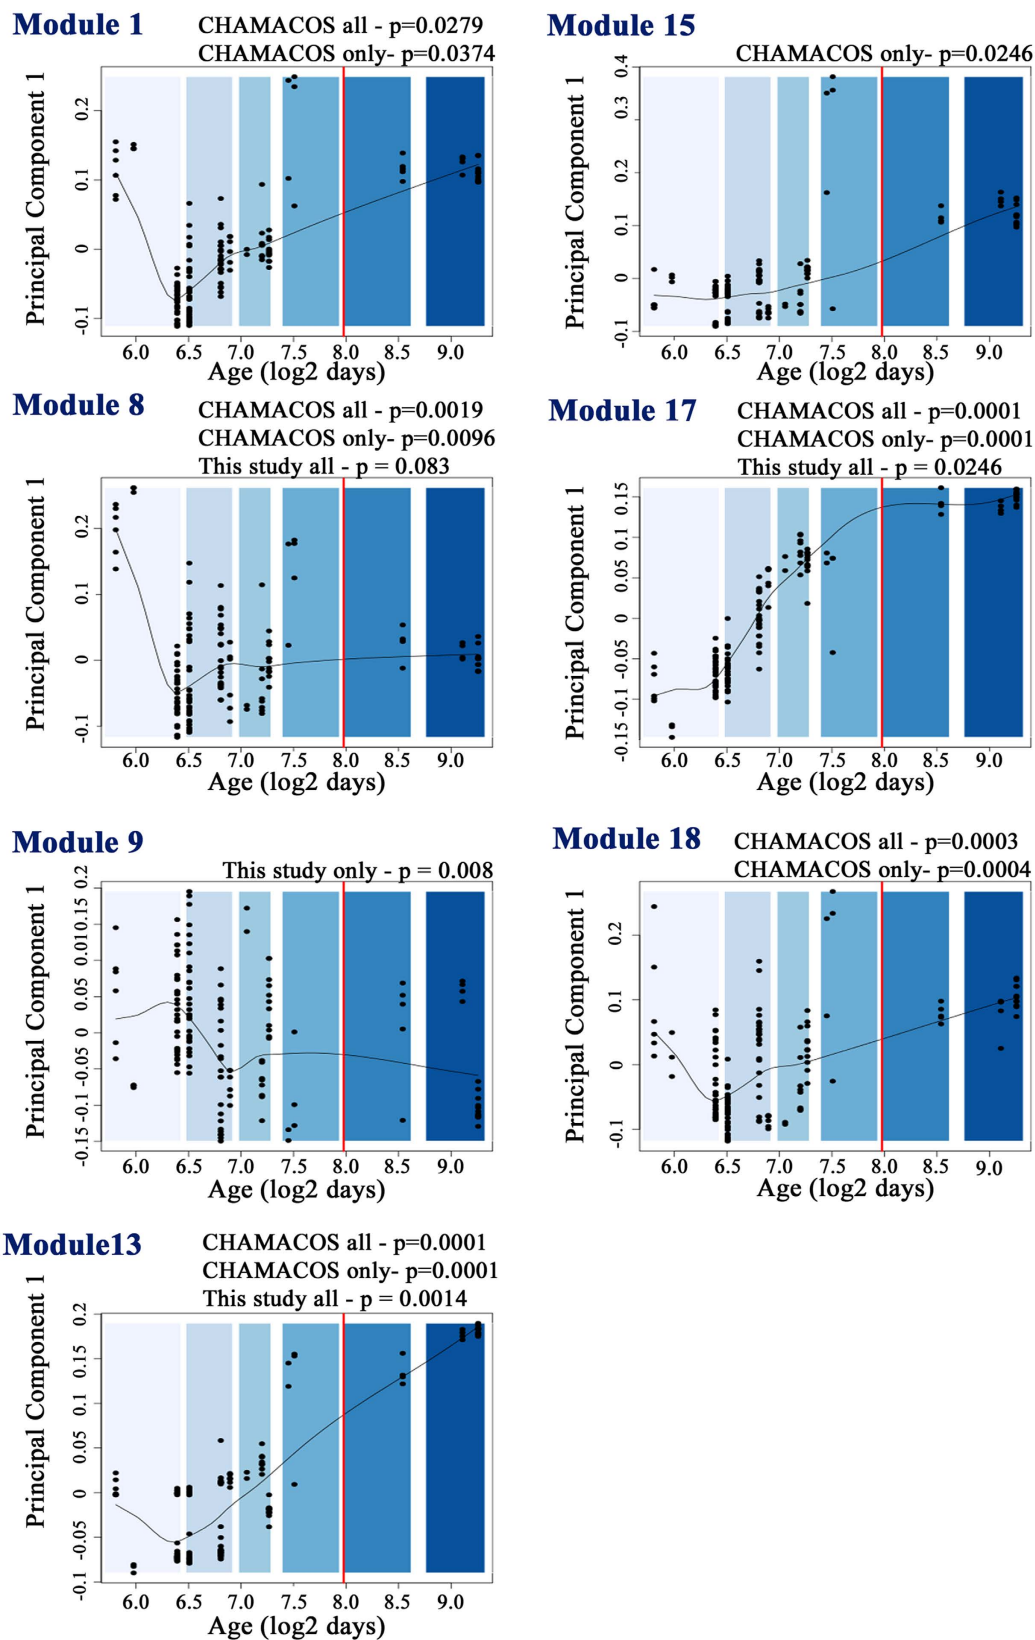 Module 1
CHAMACOS all - p=0.0279
CHAMACOS only- p=0.0374
Principal Component 1
0.2
0.1
0
-0.1
6.0 6.5 7.0 7.5 8.0 8.5 9.0
Age (log2 days)
Module 15
CHAMACOS only- p=0.0246
Principal Component 1
0.4
0.3
0.2
0.1
0
-0.1
6.0 6.5 7.0 7.5 8.0 8.5 9.0
Age (log2 days)
Module 8
CHAMACOS all - p=0.0019
CHAMACOS only- p=0.0096
This study all - p = 0.083
Principal Component 1
0.2
0.1
0
-0.1
6.0 6.5 7.0 7.5 8.0 8.5 9.0
Age (log2 days)
Module 17
CHAMACOS all - p=0.0001
CHAMACOS only- p=0.0001
This study all - p = 0.0246
Principal Component 1
0.15
0.1
0.05
0
-0.05
-0.1
-0.15
6.0 6.5 7.0 7.5 8.0 8.5 9.0
Age (log2 days)
Module 9
This study only - p = 0.008
Principal Component 1
0.2
0.15
0.01
0.05
0
-0.05
-0.1
-0.15
6.0 6.5 7.0 7.5 8.0 8.5 9.0
Age (log2 days)
Module 18
CHAMACOS all - p=0.0003
CHAMACOS only- p=0.0004
Principal Component 1
0.2
0.1
0
-0.1
6.0 6.5 7.0 7.5 8.0 8.5 9.0
Age (log2 days)
Module13
CHAMACOS all - p=0.0001
CHAMACOS only- p=0.0001
This study all - p = 0.0014
Principal Component 1
0.2
0.15
0.1
0.05
0
-0.05
-0.1
6.0 6.5 7.0 7.5 8.0 8.5 9.0
Age (log2 days)